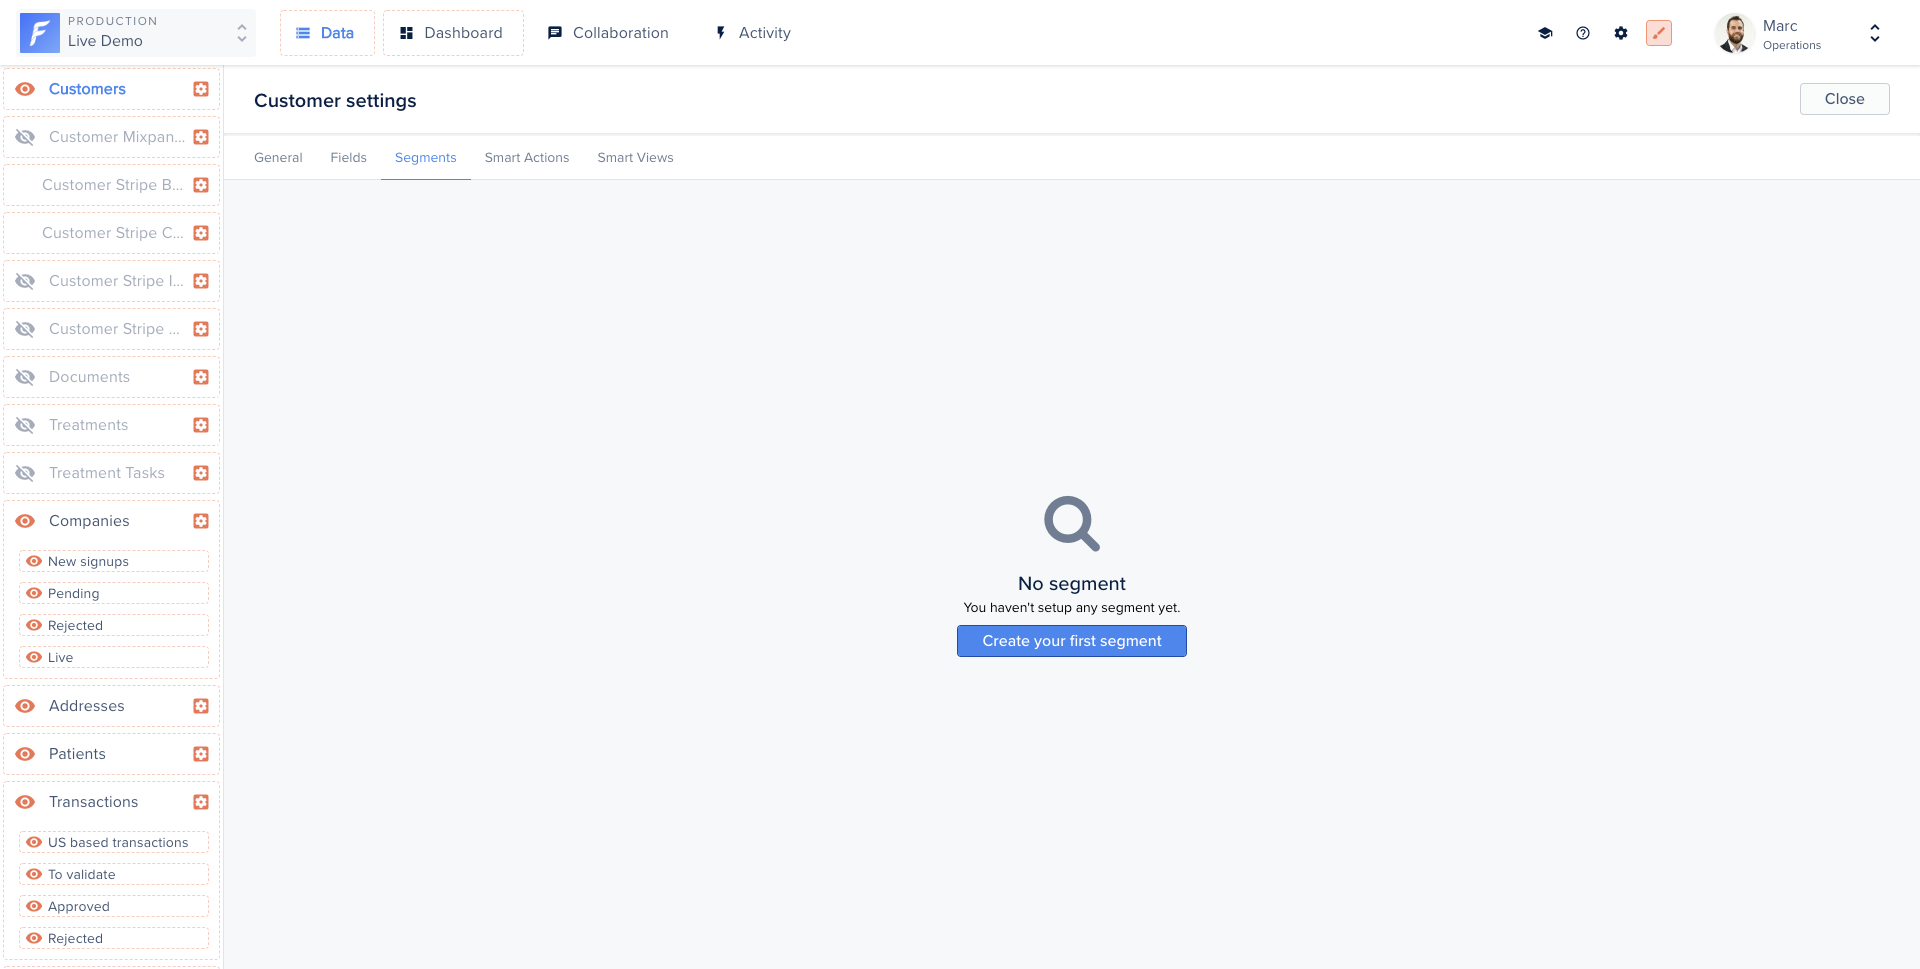 PRODUCTION
Live Demo
Data
Dashboard
Collaboration
Activity
Marc
Operations
Customers
Customer Mixpan...
Customer Stripe B...
Customer Stripe C...
Customer Stripe I...
Customer Stripe ...
Documents
Treatments
Treatment Tasks
Companies
New signups
Pending
Rejected
Live
Addresses
Patients
Transactions
US based transactions
To validate
Approved
Rejected
Customer settings
Close
General
Fields
Segments
Smart Actions
Smart Views
No segment
You haven't setup any segment yet.
Create your first segment